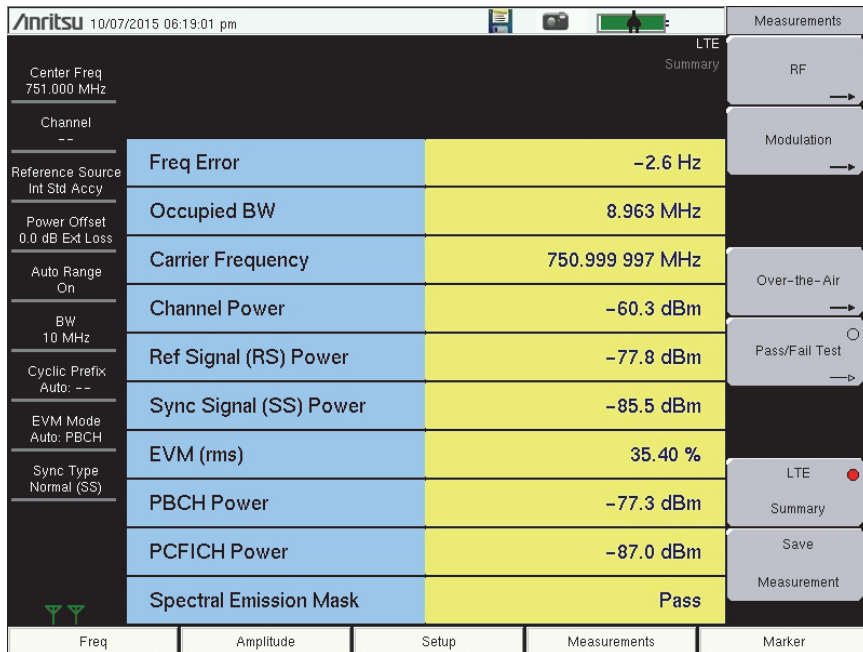 Anritsu 10/07/2015 06:19:01 pm
Measurements
LTE
Summary
Center Freq
751.000 MHz
Channel
--
Reference Source
Int Std Accy
Power Offset
0.0 dB Ext Loss
Auto Range
On
BW
10 MHz
Cyclic Prefix
Auto: --
EVM Mode
Auto: PBCH
Sync Type
Normal (SS)
Freq Error -2.6 Hz
Occupied BW 8.963 MHz
Carrier Frequency 750.999 997 MHz
Channel Power -60.3 dBm
Ref Signal (RS) Power -77.8 dBm
Sync Signal (SS) Power -85.5 dBm
EVM (rms) 35.40 %
PBCH Power -77.3 dBm
PCFICH Power -87.0 dBm
Spectral Emission Mask Pass
RF
Modulation
Over-the-Air
Pass/Fail Test
LTE
Summary
Save
Measurement
Freq Amplitude Setup Measurements Marker